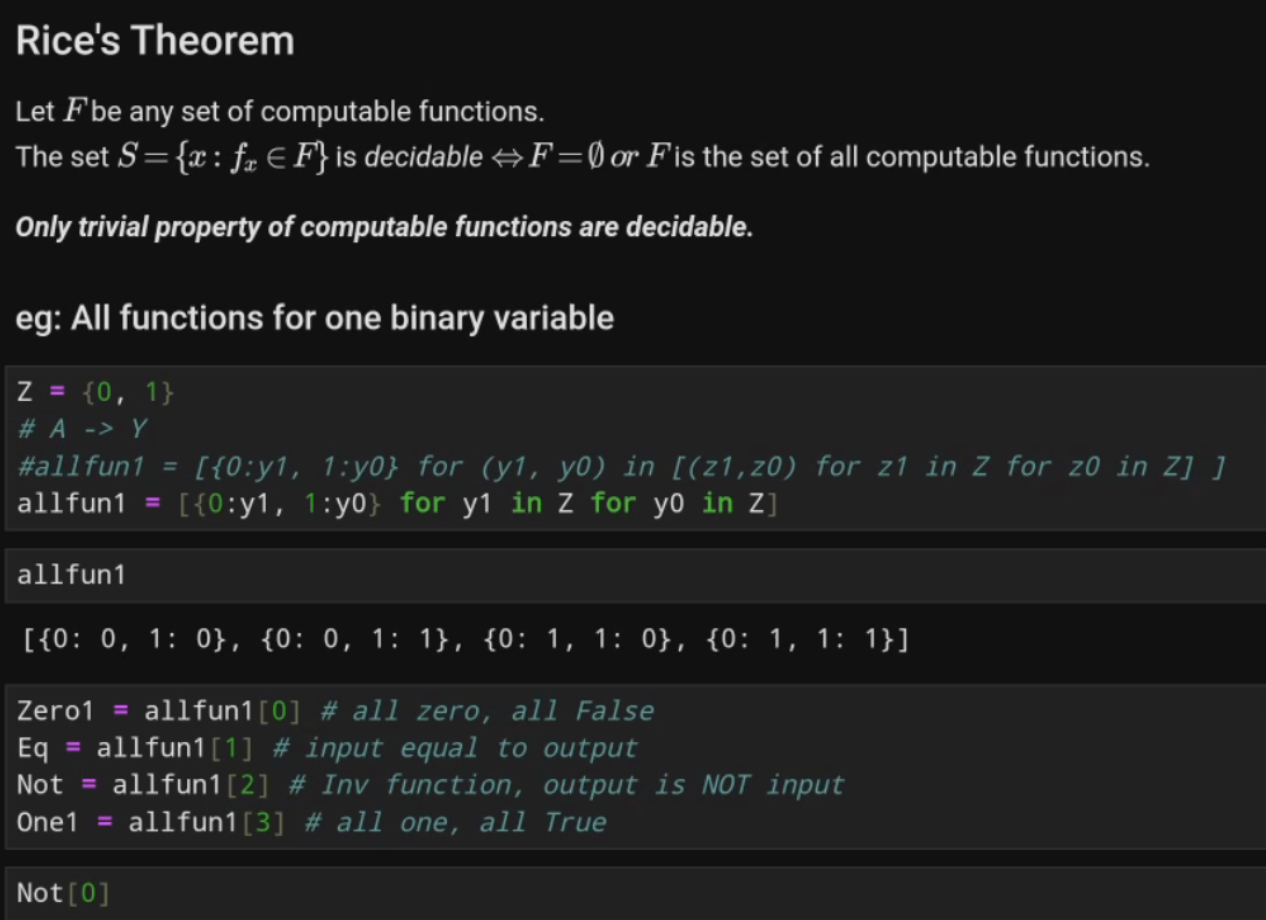 Rice's Theorem
Let F be any set of computable functions.
The set S = {x : fₓ ∈ F} is decidable ⇔ F = ∅ or F is the set of all computable functions.
Only trivial property of computable functions are decidable.
eg: All functions for one binary variable
Z = {0, 1}
# A -> Y
#allfun1 = [{0:y1, 1:y0} for (y1, y0) in [(z1,z0) for z1 in Z for z0 in Z] ]
allfun1 = [{0:y1, 1:y0} for y1 in Z for y0 in Z]
allfun1
[{0: 0, 1: 0}, {0: 0, 1: 1}, {0: 1, 1: 0}, {0: 1, 1: 1}]
Zero1 = allfun1[0] # all zero, all False
Eq = allfun1[1] # input equal to output
Not = allfun1[2] # Inv function, output is NOT input
One1 = allfun1[3] # all one, all True
Not[0]